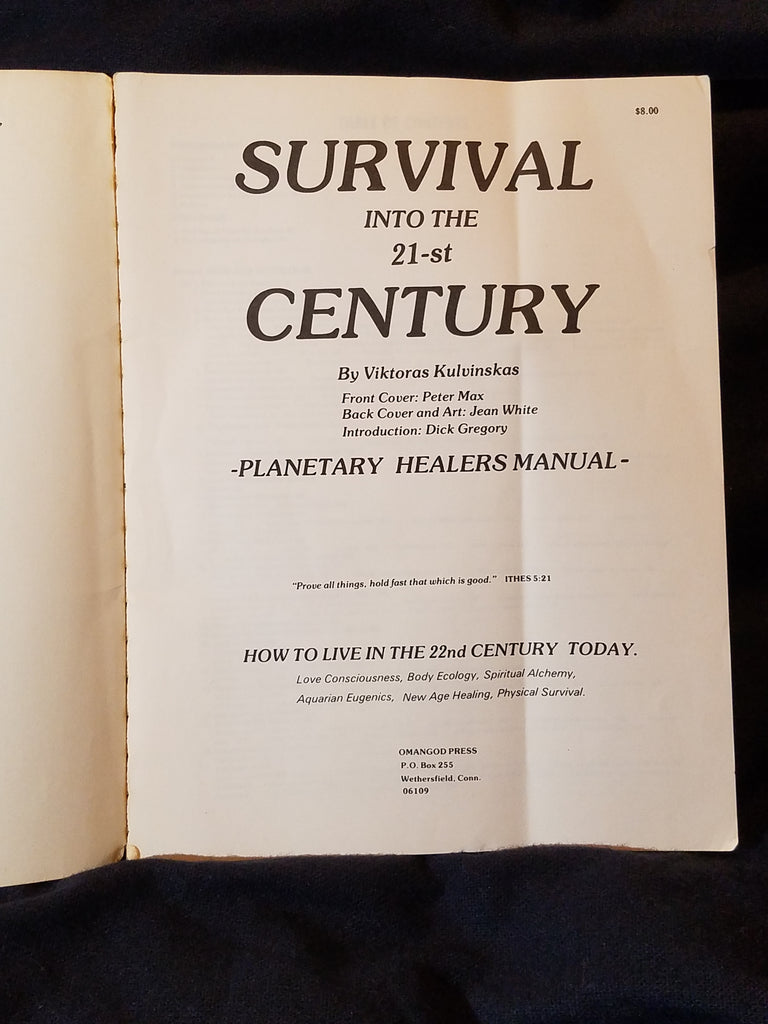 $8.00
SURVIVAL
INTO THE
21-st
CENTURY
By Viktoras Kulvinskas
Front Cover: Peter Max
Back Cover and Art: Jean White
Introduction: Dick Gregory
-PLANETARY HEALERS MANUAL-
"Prove all things, hold fast that which is good." ITHES 5:21
HOW TO LIVE IN THE 22nd CENTURY TODAY.
Love Consciousness, Body Ecology, Spiritual Alchemy,
Aquarian Eugenics, New Age Healing, Physical Survival.
OMANGOD PRESS
P.O. Box 255
Wethersfield, Conn.
06109